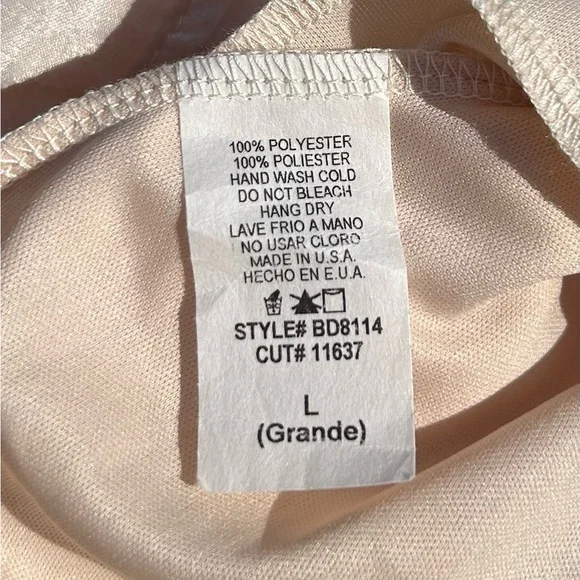 100% POLYESTER
100% POLIESTER
HAND WASH COLD
DO NOT BLEACH
HANG DRY
LAVE FRIO A MANO
NO USAR CLORO
MADE IN U.S.A.
HECHO EN E.U.A.
STYLE# BD8114
CUT# 11637
L
(Grande)